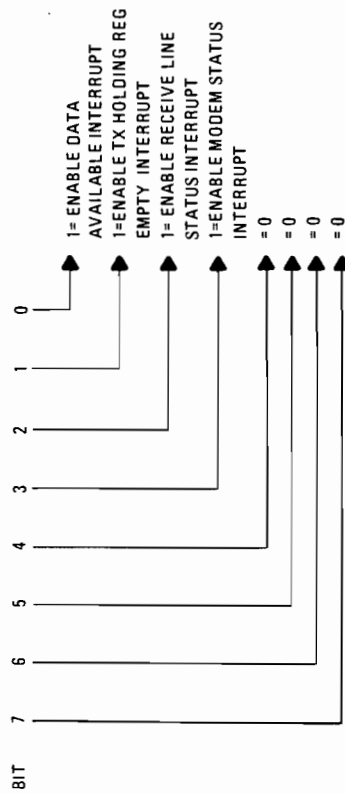 BIT 7 6 5 4 3 2 1 0
1= ENABLE DATA
AVAILABLE INTERRUPT
1=ENABLE TX HOLDING REG
EMPTY INTERRUPT
1= ENABLE RECEIVE LINE
STATUS INTERRUPT
1=ENABLE MODEM STATUS
INTERRUPT
= 0
= 0
= 0
= 0